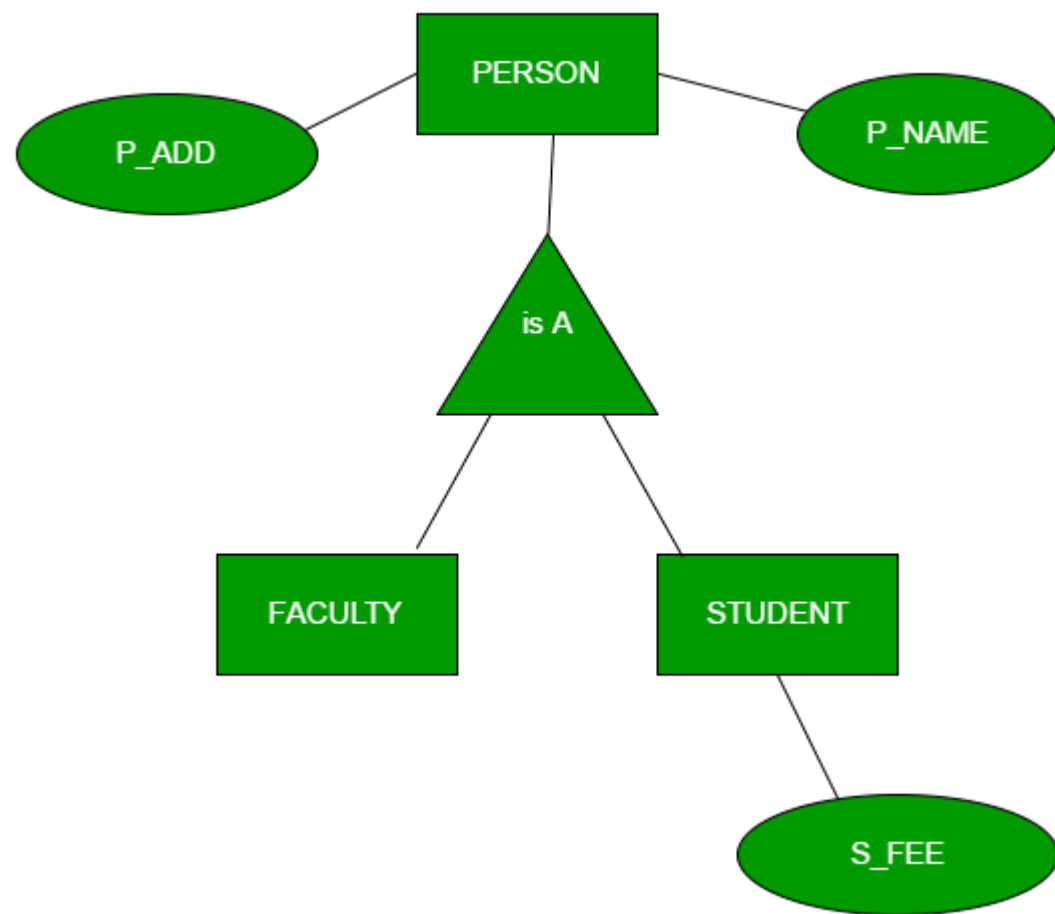 PERSON
P_ADD
P_NAME
is A
FACULTY
STUDENT
S_FEE